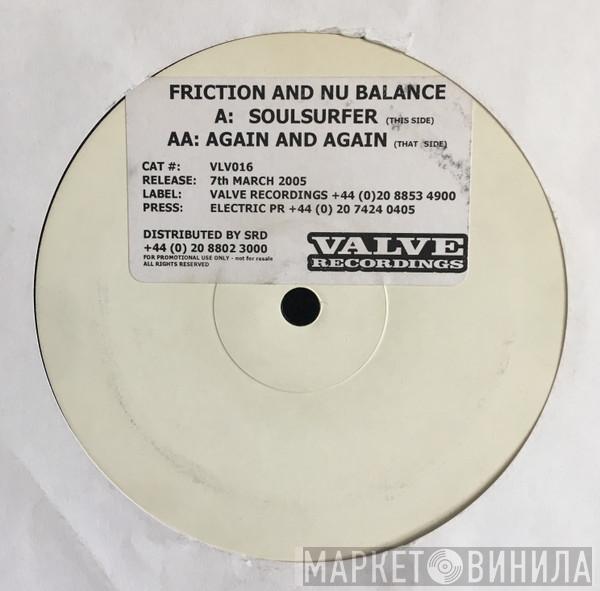 FRICTION AND NU BALANCE
A: SOULSURFER (THIS SIDE)
AA: AGAIN AND AGAIN (THAT SIDE)
CAT #: VLV016
RELEASE: 7th MARCH 2005
LABEL: VALVE RECORDINGS +44 (0)20 8853 4900
PRESS: ELECTRIC PR +44 (0) 20 7424 0405
DISTRIBUTED BY SRD
+44 (0) 20 8802 3000
FOR PROMOTIONAL USE ONLY - not for resale
ALL RIGHTS RESERVED
VALVE
RECORDINGS
МАРКЕТ ВИНИЛА